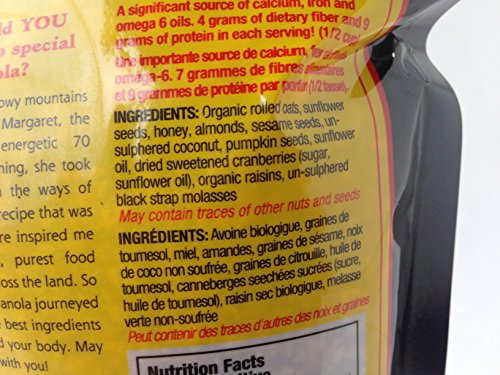 ld YOU
o special
ola?
owy mountains
Margaret, the
energetic 70
ning, she took
n the ways of
recipe that was
re inspired me
, purest food
cross the land. So
anola journeyed
e best ingredients
d your body. May
with you!
A significant source of calcium, iron and
omega 6 oils. 4 grams of dietary fiber and 9
grams of protein in each serving! (1/2 cup)
Une importante source de calcium, fer et
omega-6. 7 grammes de fibres alimentaires
et 9 grammes de protéine par portion (1/2 tasse).
INGREDIENTS: Organic rolled oats, sunflower
seeds, honey, almonds, sesame seeds, un-
sulphered coconut, pumpkin seeds, sunflower
oil, dried sweetened cranberries (sugar,
sunflower oil), organic raisins, un-sulphered
black strap molasses
May contain traces of other nuts and seeds
INGRÉDIENTS: Avoine biologique, graines de
tournesol, miel, amandes, graines de sésame, noix
de coco non soufrée, graines de citrouille, huile de
tournesol, canneberges seechées sucrées (sucre,
huile de tournesol), raisin sec biologique, melasse
verte non-soufrée
Peut contenir des traces d'autres des noix et graines
Nutrition Facts